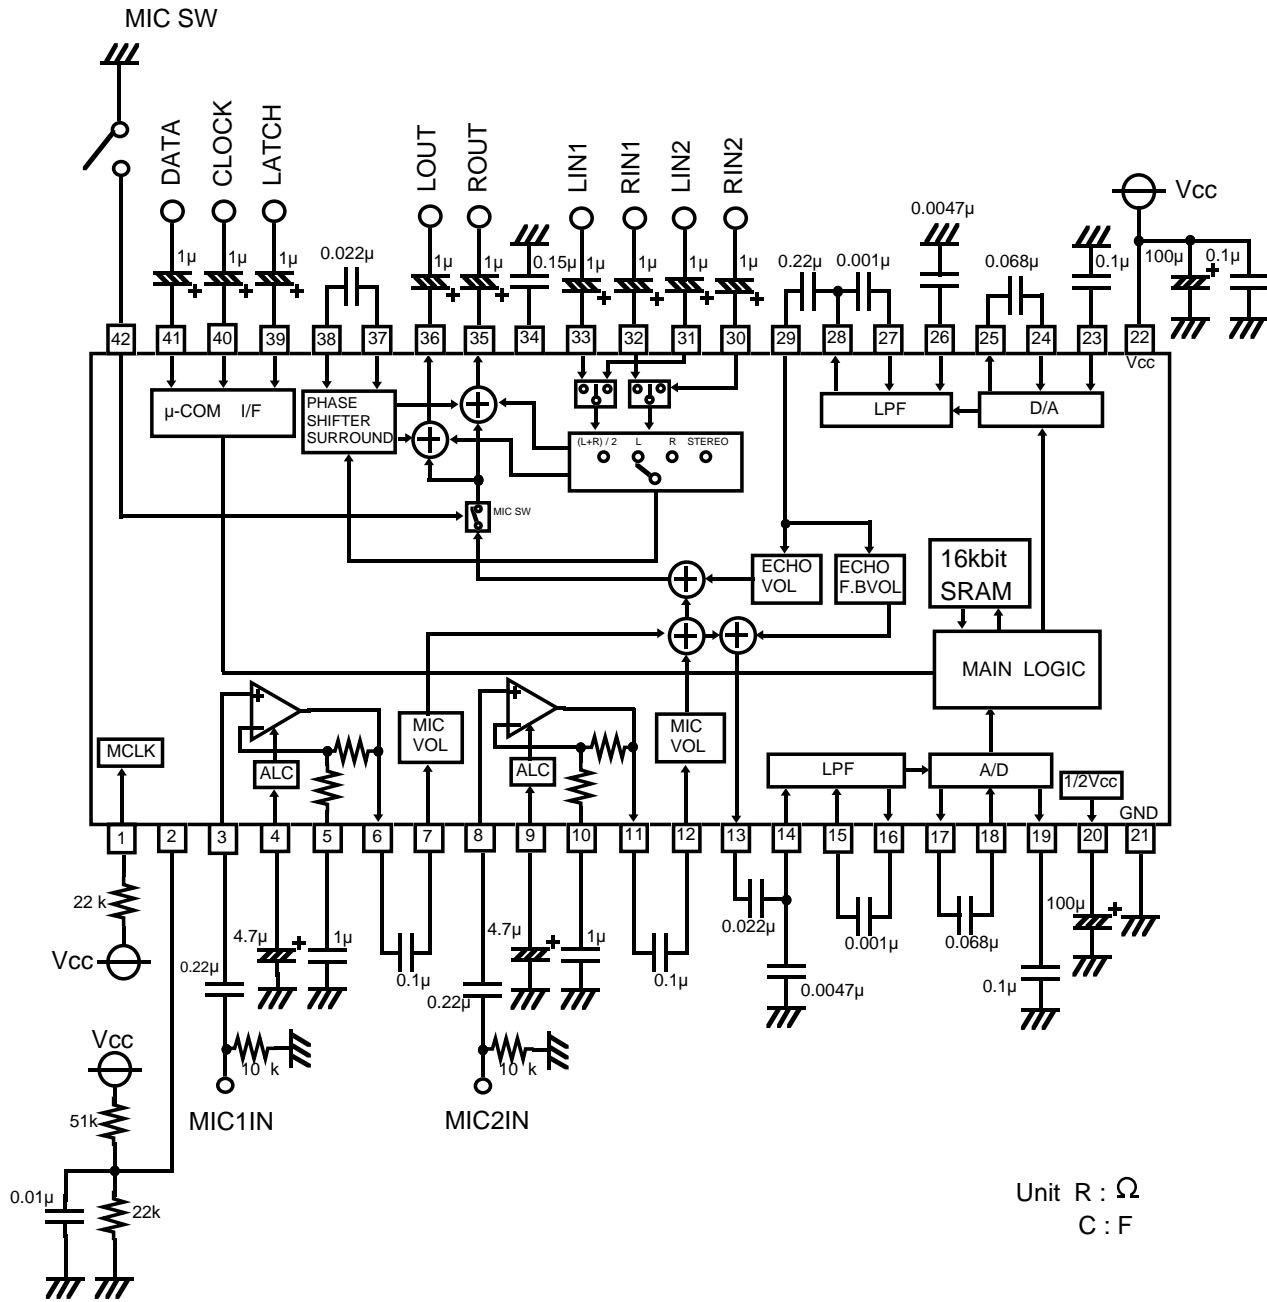 MIC SW
DATA
CLOCK
LATCH
LOUT
ROUT
LIN1
RIN1
LIN2
RIN2
Vcc
0.0047µ
1µ
1µ
1µ
0.022µ
1µ
1µ
0.15µ
1µ
1µ
1µ
1µ
0.22µ
0.001µ
0.068µ
0.1µ
100µ
0.1µ
42
41
40
39
38
37
36
35
34
33
32
31
30
29
28
27
26
25
24
23
22
Vcc
µ-COM I/F
PHASE
SHIFTER
SURROUND
(L+R) / 2
L
R
STEREO
LPF
D/A
MIC SW
ECHO
VOL
ECHO
F.BVOL
16kbit
SRAM
MAIN LOGIC
MCLK
ALC
MIC
VOL
ALC
MIC
VOL
LPF
A/D
1/2Vcc
GND
1
2
3
4
5
6
7
8
9
10
11
12
13
14
15
16
17
18
19
20
21
22 k
Vcc
0.22µ
4.7µ
1µ
0.1µ
0.22µ
4.7µ
1µ
0.1µ
0.022µ
0.0047µ
0.001µ
0.068µ
0.1µ
100µ
10 k
MIC1IN
10 k
MIC2IN
Vcc
51k
0.01µ
22k
Unit R : Ω
C : F